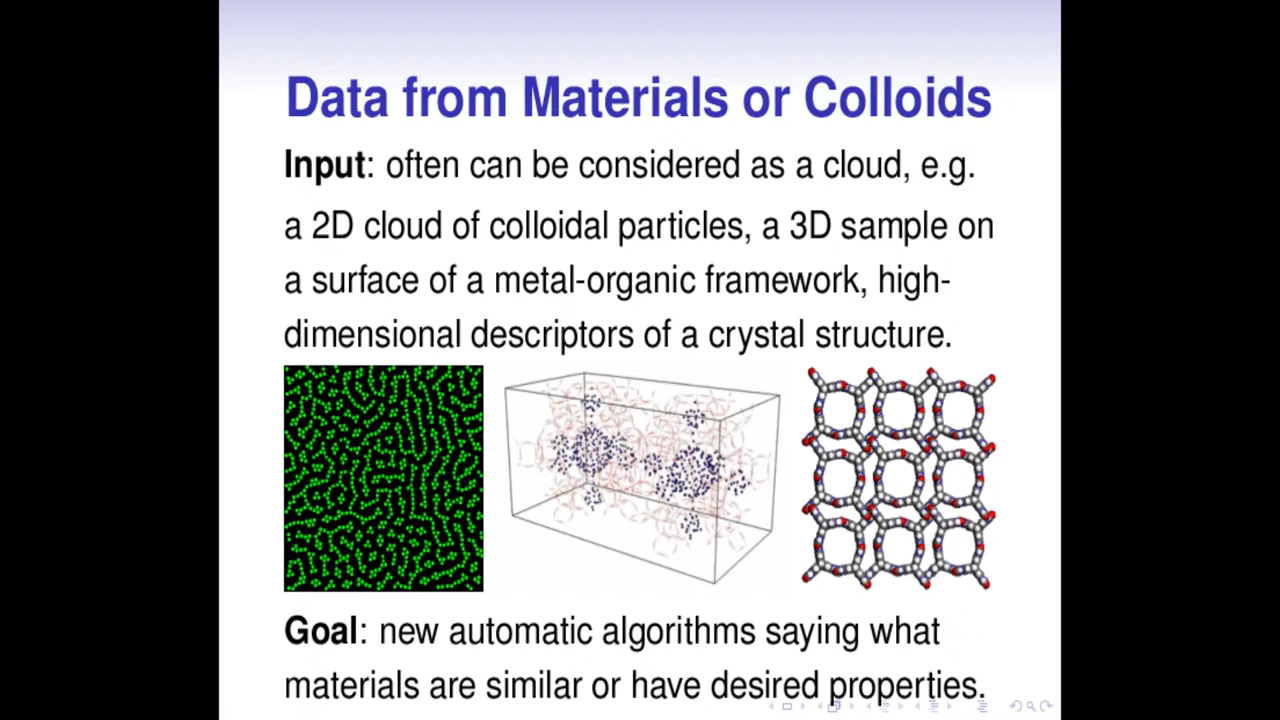 Data from Materials or Colloids
Input: often can be considered as a cloud, e.g.
a 2D cloud of colloidal particles, a 3D sample on
a surface of a metal-organic framework, high-
dimensional descriptors of a crystal structure.
Goal: new automatic algorithms saying what
materials are similar or have desired properties.